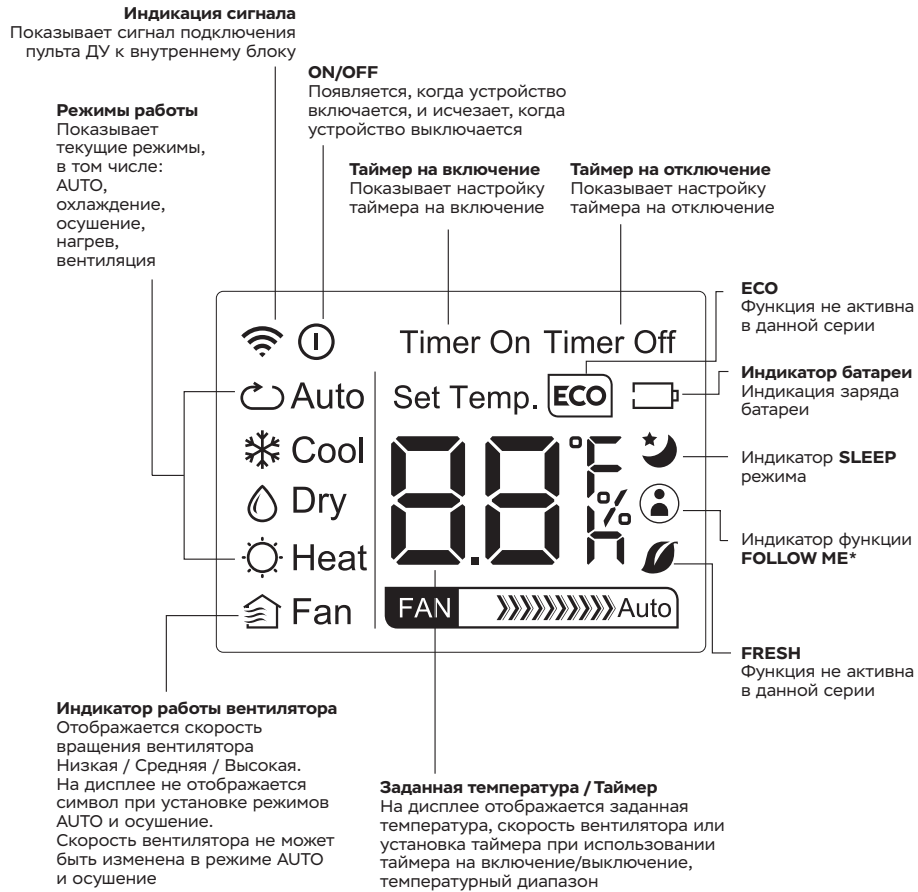 Индикация сигнала
Показывает сигнал подключения
пульта ДУ к внутреннему блоку
ON/OFF
Появляется, когда устройство
включается, и исчезает, когда
устройство выключается
Режимы работы
Показывает
текущие режимы,
в том числе:
AUTO,
охлаждение,
осушение,
нагрев,
вентиляция
Таймер на включение
Показывает настройку
таймера на включение
Таймер на отключение
Показывает настройку
таймера на отключение
ECO
Функция не активна
в данной серии
Индикатор батареи
Индикация заряда
батареи
Индикатор SLEEP
режима
Индикатор функции
FOLLOW ME*
FRESH
Функция не активна
в данной серии
Timer On Timer Off
Auto
Set Temp. ECO
Cool
Dry
Heat
Fan
8.8 °F
%
h
FAN Auto
Индикатор работы вентилятора
Отображается скорость
вращения вентилятора
Низкая / Средняя / Высокая.
На дисплее не отображается
символ при установке режимов
AUTO и осушение.
Скорость вентилятора не может
быть изменена в режиме AUTO
и осушение
Заданная температура / Таймер
На дисплее отображается заданная
температура, скорость вентилятора или
установка таймера при использовании
таймера на включение/выключение,
температурный диапазон